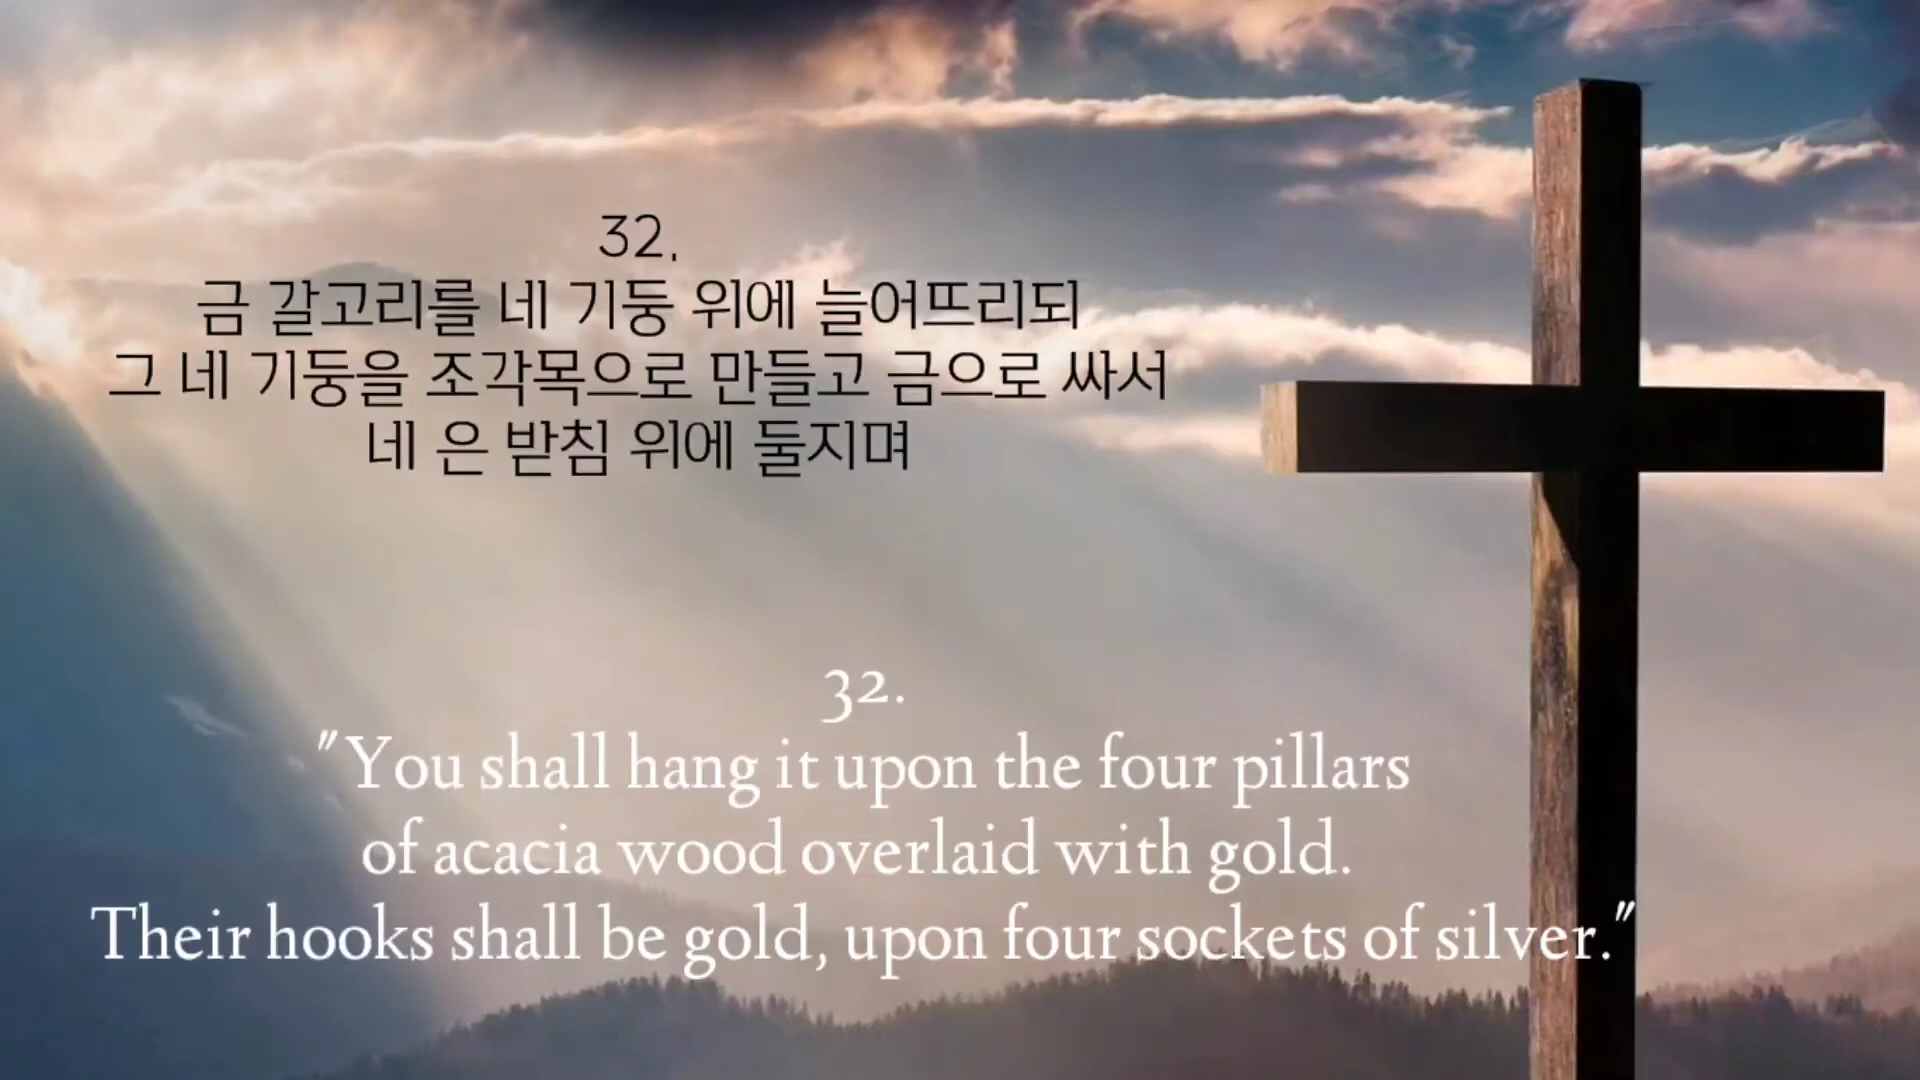 32.
금 갈고리를 네 기둥 위에 늘어뜨리되
그 네 기둥을 조각목으로 만들고 금으로 싸서
네 은 받침 위에 둘지며
32.
"You shall hang it upon the four pillars
of acacia wood overlaid with gold.
Their hooks shall be gold, upon four sockets of silver."